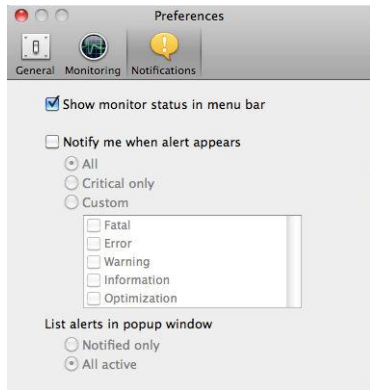 Preferences
General Monitoring Notifications
Show monitor status in menu bar
Notify me when alert appears
All
Critical only
Custom
Fatal
Error
Warning
Information
Optimization
List alerts in popup window
Notified only
All active